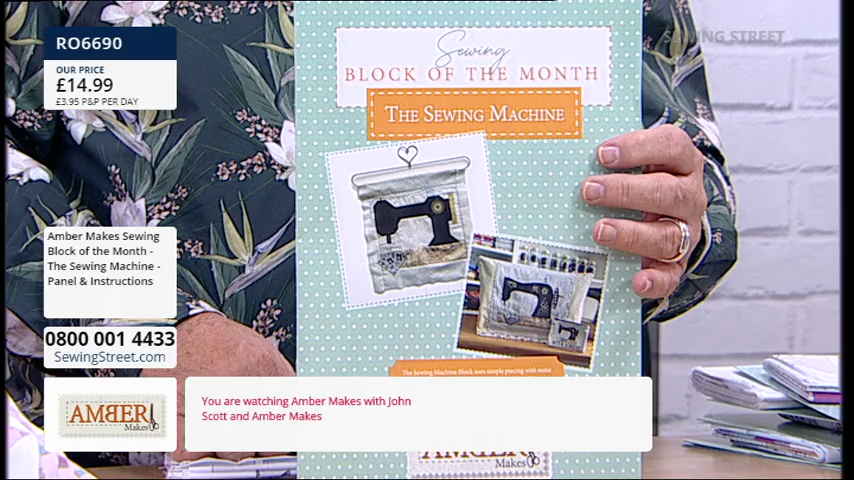 RO6690
OUR PRICE
£14.99
£3.95 P&P PER DAY
SEWING STREET
Sewing
BLOCK OF THE MONTH
THE SEWING MACHINE
Amber Makes Sewing
Block of the Month -
The Sewing Machine -
Panel & Instructions
0800 001 4433
SewingStreet.com
The Sewing Machine Block uses simple piecing with some
AMBER
Makes
You are watching Amber Makes with John
Scott and Amber Makes
AMBER
Makes